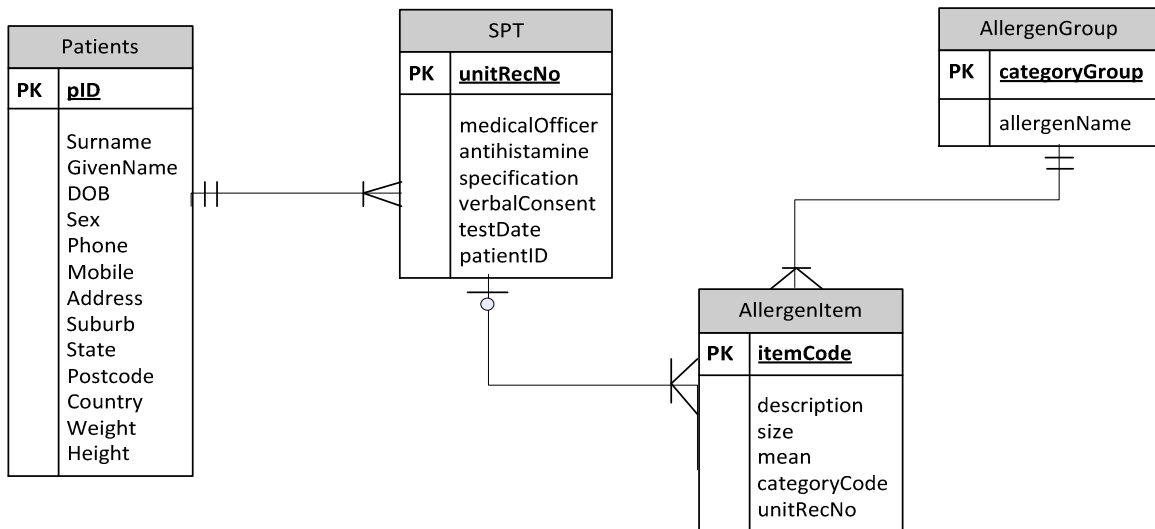 Patients
PK pID
Surname
GivenName
DOB
Sex
Phone
Mobile
Address
Suburb
State
Postcode
Country
Weight
Height
SPT
PK unitRecNo
medicalOfficer
antihistamine
specification
verbalConsent
testDate
patientID
AllergenGroup
PK categoryGroup
allergenName
AllergenItem
PK itemCode
description
size
mean
categoryCode
unitRecNo